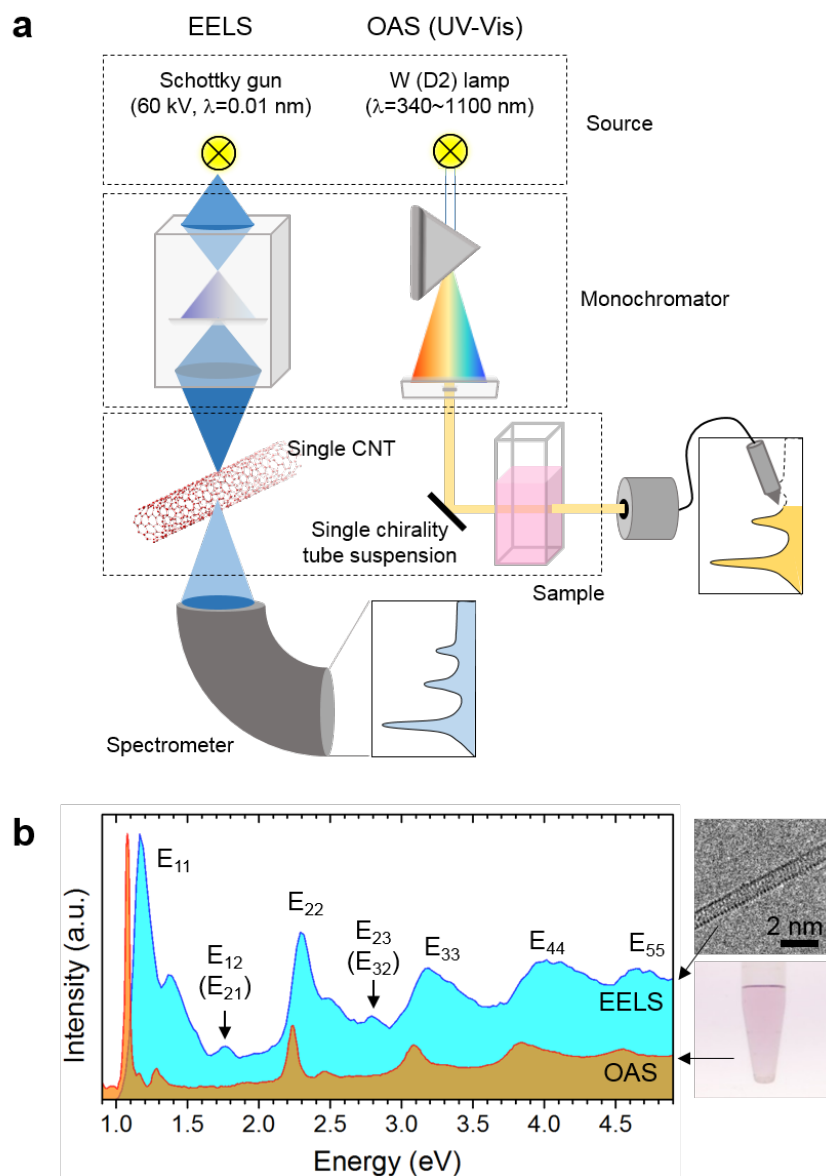 a
EELS
OAS (UV-Vis)
Schottky gun
(60 kV, λ=0.01 nm)
W (D2) lamp
(λ=340~1100 nm)
Source
Monochromator
Single CNT
Single chirality
tube suspension
Sample
Spectrometer
b
Intensity (a.u.)
E₁₁
E₁₂
(E₂₁)
E₂₂
E₂₃
(E₃₂)
E₃₃
E₄₄
E₅₅
EELS
OAS
1.0 1.5 2.0 2.5 3.0 3.5 4.0 4.5
Energy (eV)
2 nm